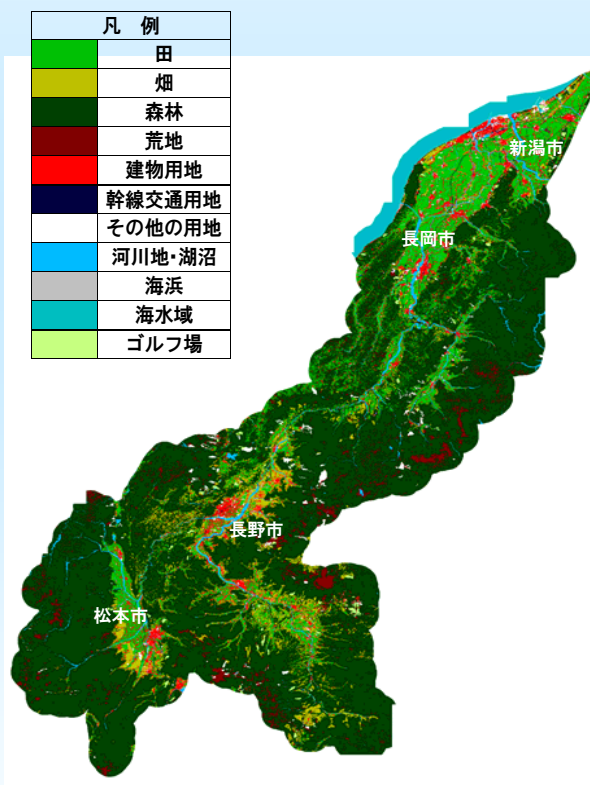 凡　例
田
畑
森林
荒地
建物用地
幹線交通用地
その他の用地
河川地・湖沼
海浜
海水域
ゴルフ場
新潟市
長岡市
長野市
松本市